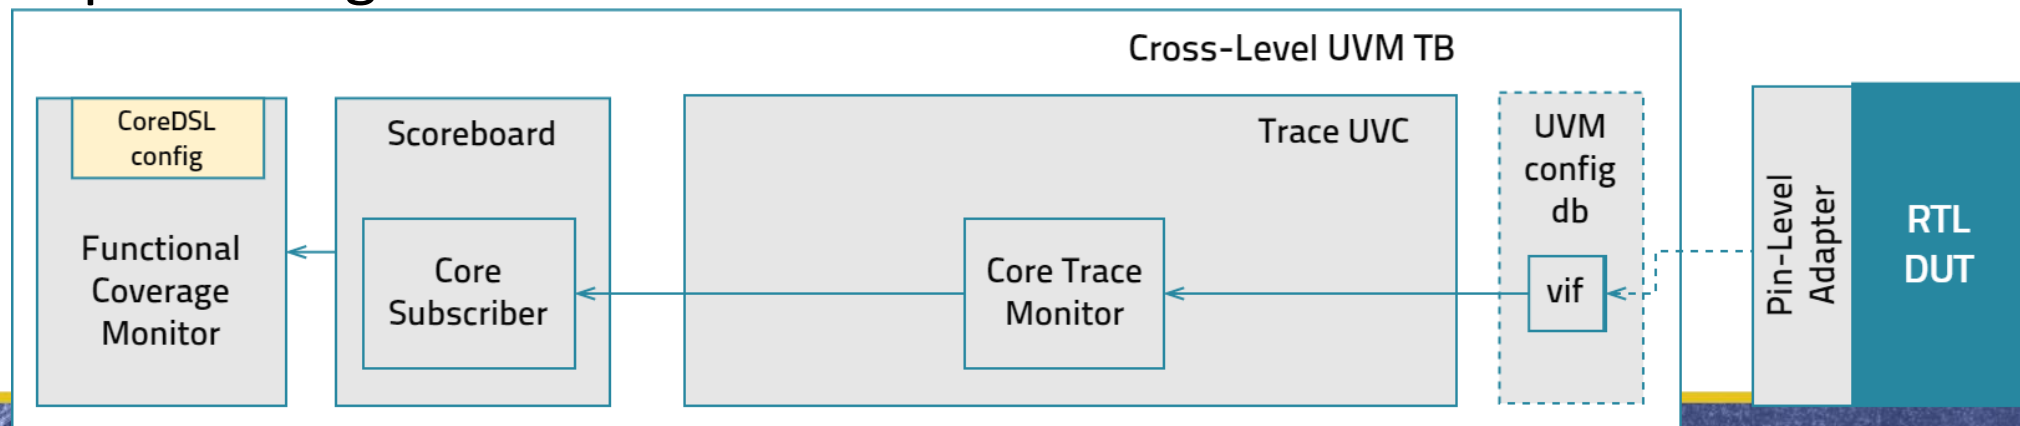 Cross-Level UVM TB
CoreDSL
config
Functional
Coverage
Monitor
Scoreboard
Core
Subscriber
Trace UVC
Core Trace
Monitor
UVM
config
db
vif
Pin-Level
Adapter
RTL
DUT